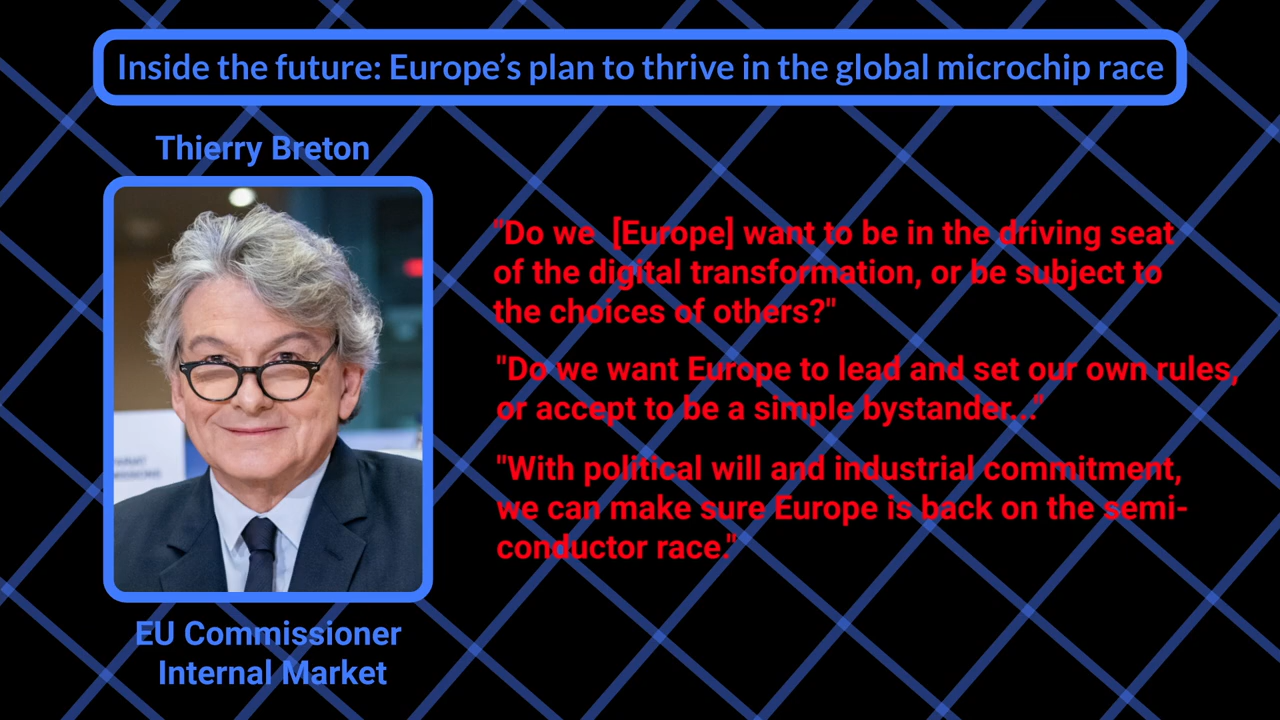 Inside the future: Europe’s plan to thrive in the global microchip race
Thierry Breton
"Do we  [Europe] want to be in the driving seat
of the digital transformation, or be subject to
the choices of others?"
"Do we want Europe to lead and set our own rules,
or accept to be a simple bystander..."
"With political will and industrial commitment,
we can make sure Europe is back on the semi-
conductor race."
EU Commissioner
Internal Market